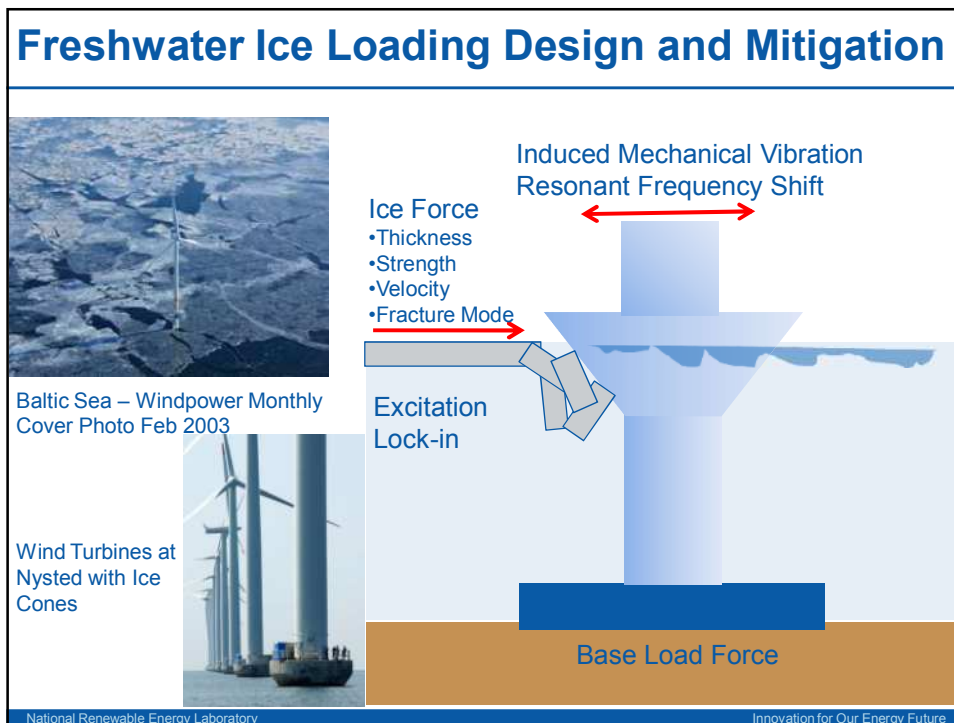 Freshwater Ice Loading Design and Mitigation
Induced Mechanical Vibration
Resonant Frequency Shift
Ice Force
•Thickness
•Strength
•Velocity
•Fracture Mode
Baltic Sea – Windpower Monthly
Cover Photo Feb 2003
Excitation
Lock-in
Wind Turbines at
Nysted with Ice
Cones
Base Load Force
National Renewable Energy Laboratory
Innovation for Our Energy Future